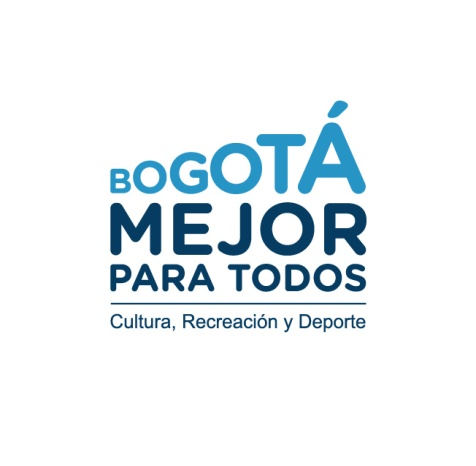 BOGOTÁ
MEJOR
PARA TODOS
Cultura, Recreación y Deporte